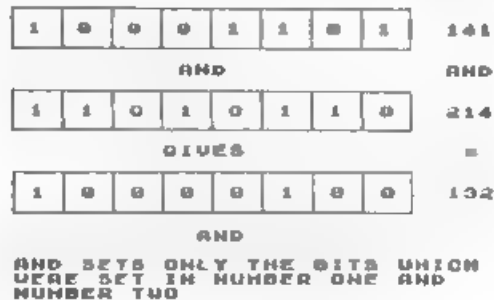 1 0 0 0 1 1 0 1 141
AND AND
1 1 0 1 0 1 1 0 214
GIVES =
1 0 0 0 0 1 0 0 132
AND
AND SETS ONLY THE BITS WHICH
WERE SET IN NUMBER ONE AND
NUMBER TWO